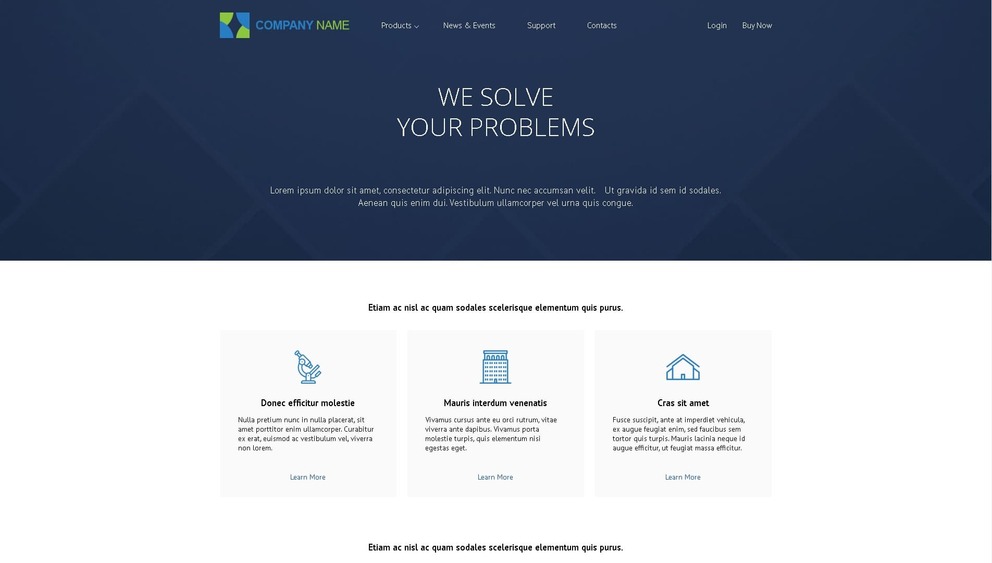 COMPANY NAME
Products
News & Events
Support
Contacts
Login
Buy Now
WE SOLVE
YOUR PROBLEMS
Lorem ipsum dolor sit amet, consectetur adipiscing elit. Nunc nec accumsan velit. Ut gravida id sem id sodales.
Aenean quis enim dui. Vestibulum ullamcorper vel urna quis congue.
Etiam ac nisl ac quam sodales scelerisque elementum quis purus.
Donec efficitur molestie
Nulla pretium nunc in nulla placerat, sit
amet porttitor enim ullamcorper. Curabitur
ex erat, euismod ac vestibulum vel, viverra
non lorem.
Learn More
Mauris interdum venenatis
Vivamus cursus ante eu orci rutrum, vitae
viverra ante dapibus. Vivamus porta
molestie turpis, quis elementum nisi
egestas eget.
Learn More
Cras sit amet
Fusce suscipit, ante at imperdiet vehicula,
ex augue feugiat enim, sed faucibus sem
tortor quis turpis. Mauris lacinia neque id
augue efficitur, ut feugiat massa efficitur.
Learn More
Etiam ac nisl ac quam sodales scelerisque elementum quis purus.